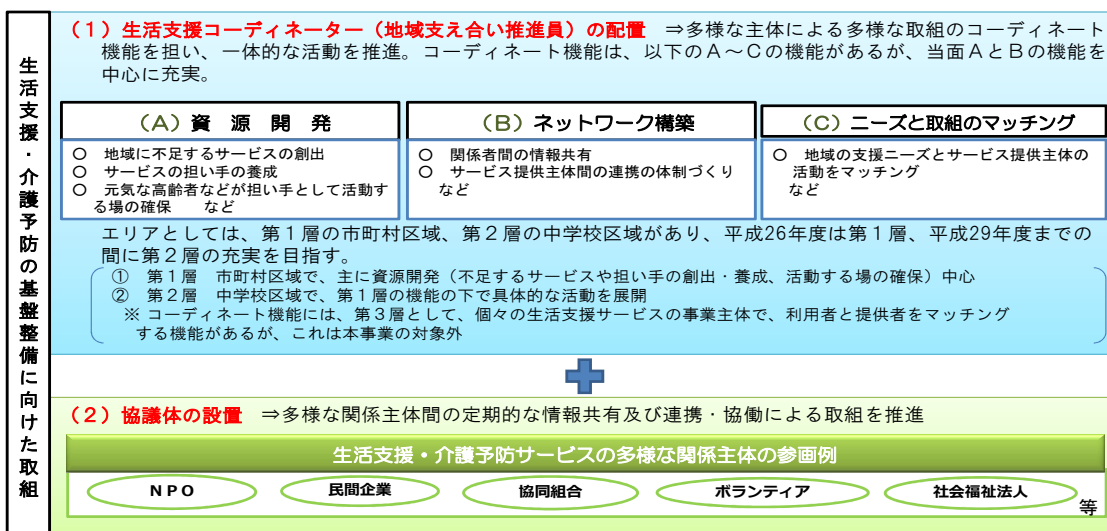 生活支援・介護予防の基盤整備に向けた取組
（１）生活支援コーディネーター（地域支え合い推進員）の配置　⇒多様な主体による多様な取組のコーディネート
機能を担い、一体的な活動を推進。コーディネート機能は、以下のＡ～Ｃの機能があるが、当面ＡとＢの機能を
中心に充実。
（A）資　源　開　発
○　地域に不足するサービスの創出
○　サービスの担い手の養成
○　元気な高齢者などが担い手として活動す
る場の確保　　など
（B）ネットワーク構築
○　関係者間の情報共有
○　サービス提供主体間の連携の体制づくり
など
（C）ニーズと取組のマッチング
○　地域の支援ニーズとサービス提供主体の
活動をマッチング
など
エリアとしては、第１層の市町村区域、第２層の中学校区域があり、平成26年度は第１層、平成29年度までの
間に第２層の充実を目指す。
①　第１層　市町村区域で、主に資源開発（不足するサービスや担い手の創出・養成、活動する場の確保）中心
②　第２層　中学校区域で、第１層の機能の下で具体的な活動を展開
※ コーディネート機能には、第３層として、個々の生活支援サービスの事業主体で、利用者と提供者をマッチング
する機能があるが、これは本事業の対象外
（２）協議体の設置　⇒多様な関係主体間の定期的な情報共有及び連携・協働による取組を推進
生活支援・介護予防サービスの多様な関係主体の参画例
ＮＰＯ
民間企業
協同組合
ボランティア
社会福祉法人
等